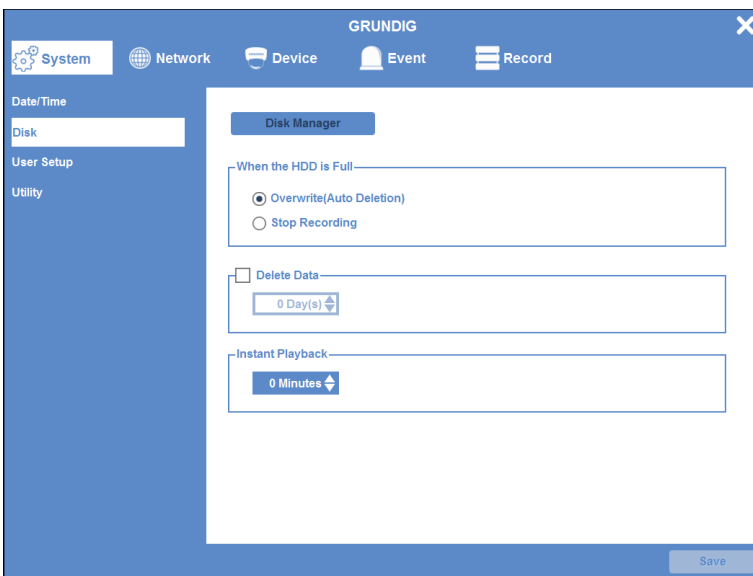 GRUNDIG
System
Network
Device
Event
Record
Date/Time
Disk
User Setup
Utility
Disk Manager
When the HDD is Full
Overwrite(Auto Deletion)
Stop Recording
Delete Data
0 Day(s)
Instant Playback
0 Minutes
Save